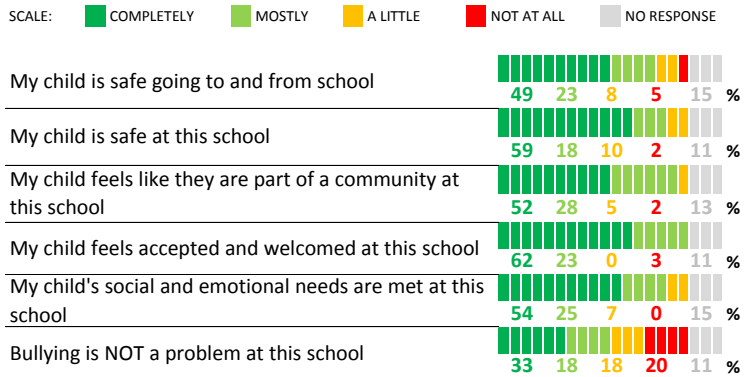 SCALE: COMPLETELY MOSTLY A LITTLE NOT AT ALL NO RESPONSE
My child is safe going to and from school
49 23 8 5 15 %
My child is safe at this school
59 18 10 2 11 %
My child feels like they are part of a community at
this school
52 28 5 2 13 %
My child feels accepted and welcomed at this school
62 23 0 3 11 %
My child's social and emotional needs are met at this
school
54 25 7 0 15 %
Bullying is NOT a problem at this school
33 18 18 20 11 %